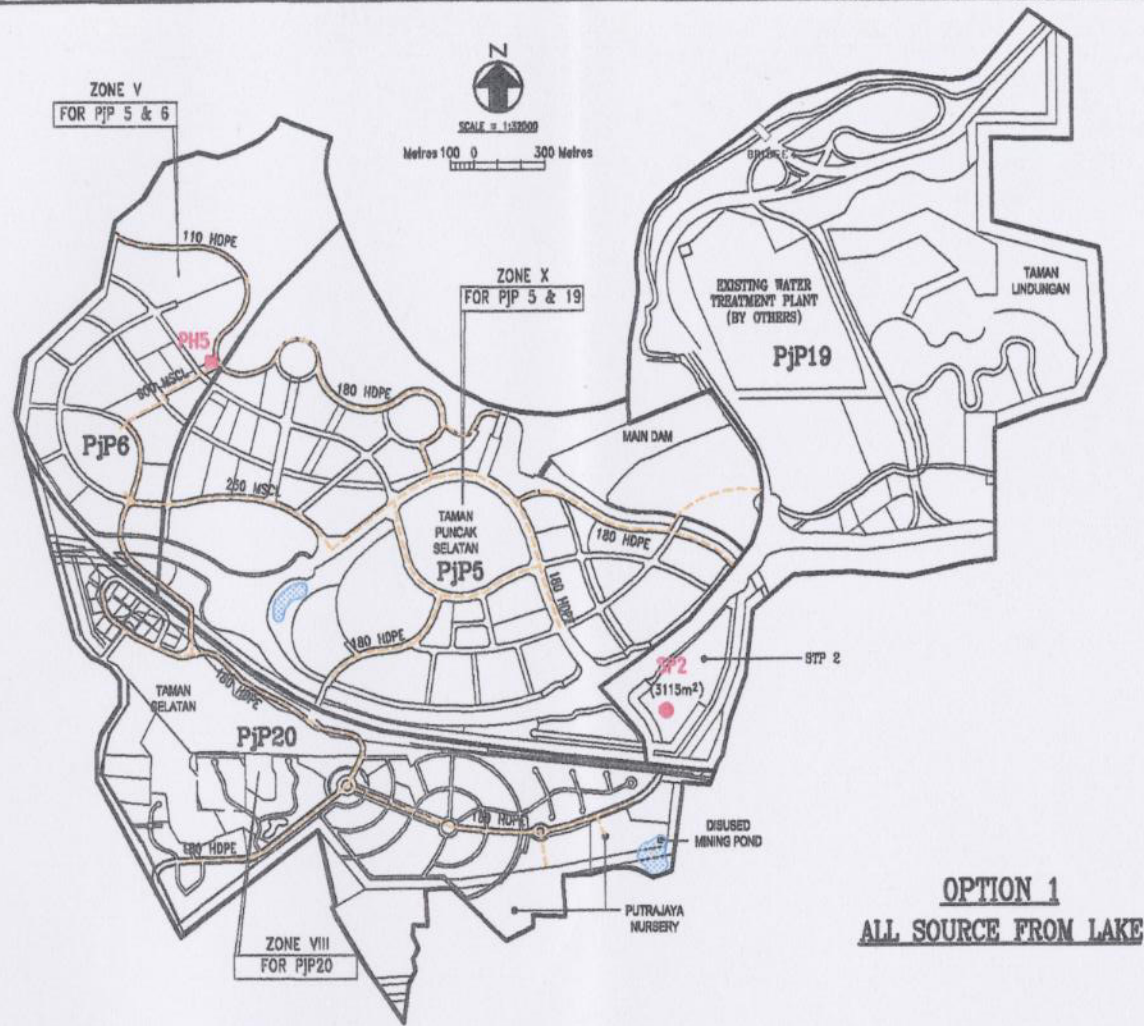 N
ZONE V
FOR PjP 5 & 6
SCALE = 1:32000
Metres 100 0 300 Metres
BRIDGE
110 HDPE
ZONE X
FOR PjP 5 & 19
EXISTING WATER
TREATMENT PLANT
(BY OTHERS)
PjP19
TAMAN
LINDUNGAN
PH5
MSCL
180 HDPE
PjP6
MAIN DAM
250 MSCL
TAMAN
PUNCAK
SELATAN
PjP5
180 HDPE
180 HDPE
180 HDPE
SP2
(3115m²)
STP 2
180 HDPE
TAMAN
SELATAN
PjP20
180 HDPE
180 HDPE
DISUSED
MINING POND
PUTRAJAYA
NURSERY
ZONE VIII
FOR PjP20
OPTION 1
ALL SOURCE FROM LAKE